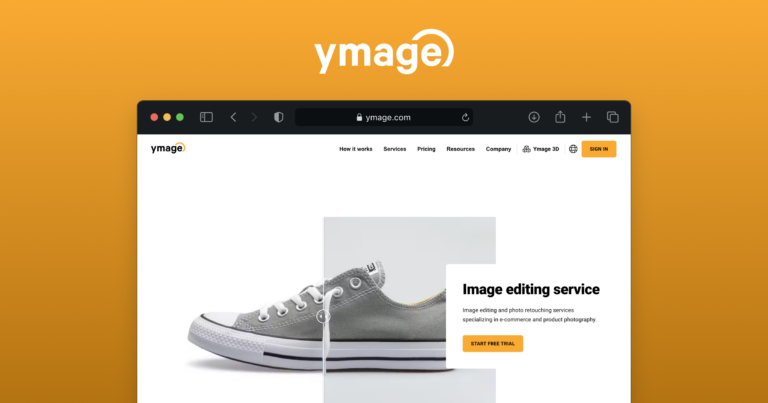 ymage
ymage.com
ymage
How it works
Services
Pricing
Resources
Company
Ymage 3D
SIGN IN
Image editing service
Image editing and photo retouching services
specializing in e-commerce and product photography.
START FREE TRIAL